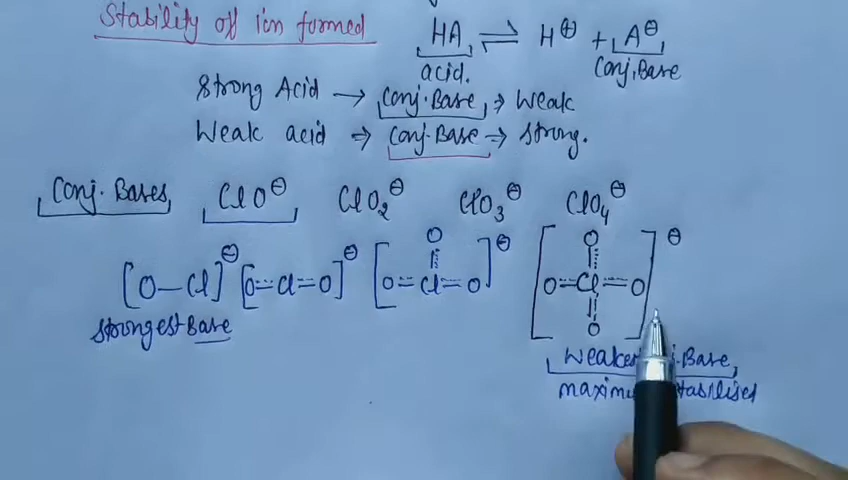 Stability of ion formed
HA ⇌ H⊕ + A⊖
acid. Conj. Base
Strong Acid → Conj. Base → Weak
Weak acid ⇒ Conj. Base ⇒ Strong.
Conj. Bases ClO⊖ ClO₂⊖ ClO₃⊖ ClO₄⊖
[O—Cl]⊖ [O=Cl=O]⊖ [O=Cl(O)=O]⊖ [O=Cl(O)(O)=O]⊖
Strongest Base
Base,